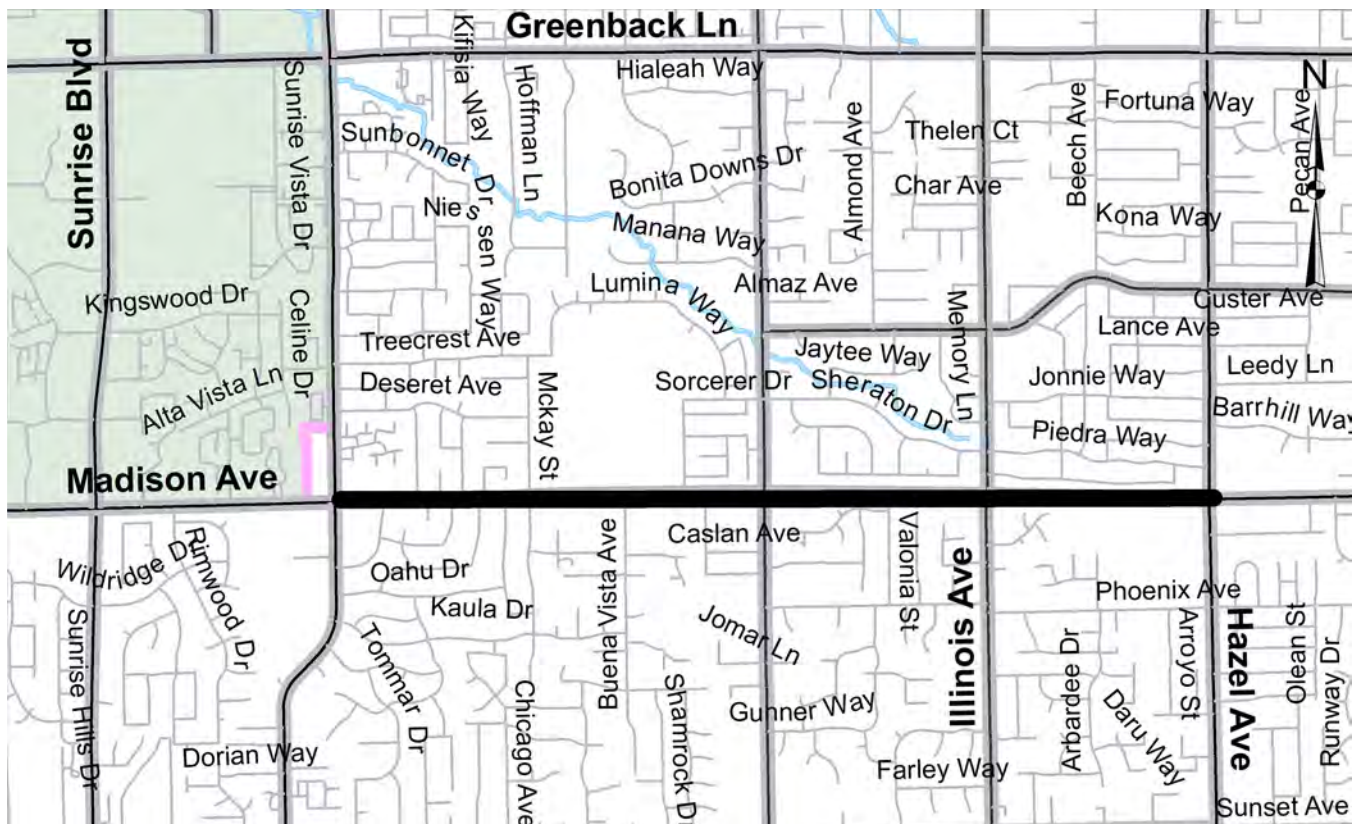 Greenback Ln
Sunrise Blvd
Kifisia Way
Hoffman Ln
Hialeah Way
Sunrise Vista Dr
Sunbonnet Dr
Almond Ave
Thelen Ct
Beech Ave
Fortuna Way
Pecan Ave
N
Bonita Downs Dr
Char Ave
Niessen Way
Manana Way
Kona Way
Kingswood Dr
Celine Dr
Lumina Way
Almaz Ave
Memory Ln
Custer Ave
Lance Ave
Treecrest Ave
Jaytee Way
Alta Vista Ln
Deseret Ave
Mckay St
Sorcerer Dr
Sheraton Dr
Jonnie Way
Leedy Ln
Barrhill Way
Piedra Way
Madison Ave
Wildridge Dr
Rimwood Dr
Oahu Dr
Kaula Dr
Buena Vista Ave
Caslan Ave
Valonia St
Illinois Ave
Phoenix Ave
Hazel Ave
Sunrise Hills Dr
Tommar Dr
Chicago Ave
Jomar Ln
Shamrock Dr
Gunner Way
Arbardee Dr
Daru Way
Arroyo St
Olean St
Runway Dr
Dorian Way
Farley Way
Sunset Ave